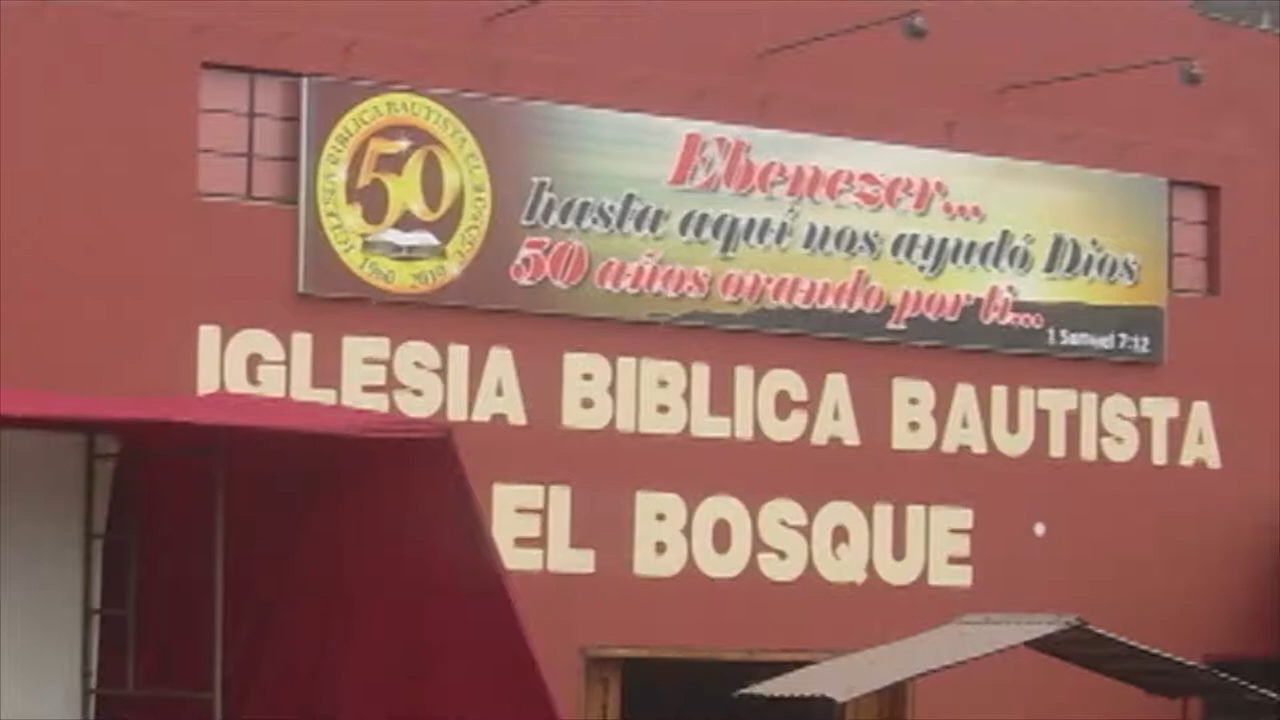 IGLESIA BIBLICA BAUTISTA EL BOSQUE
50
1960 2010
Ebenezer...
hasta aquí nos ayudó Dios
50 años orando por ti...
1 Samuel 7:12
IGLESIA BIBLICA BAUTISTA
EL BOSQUE